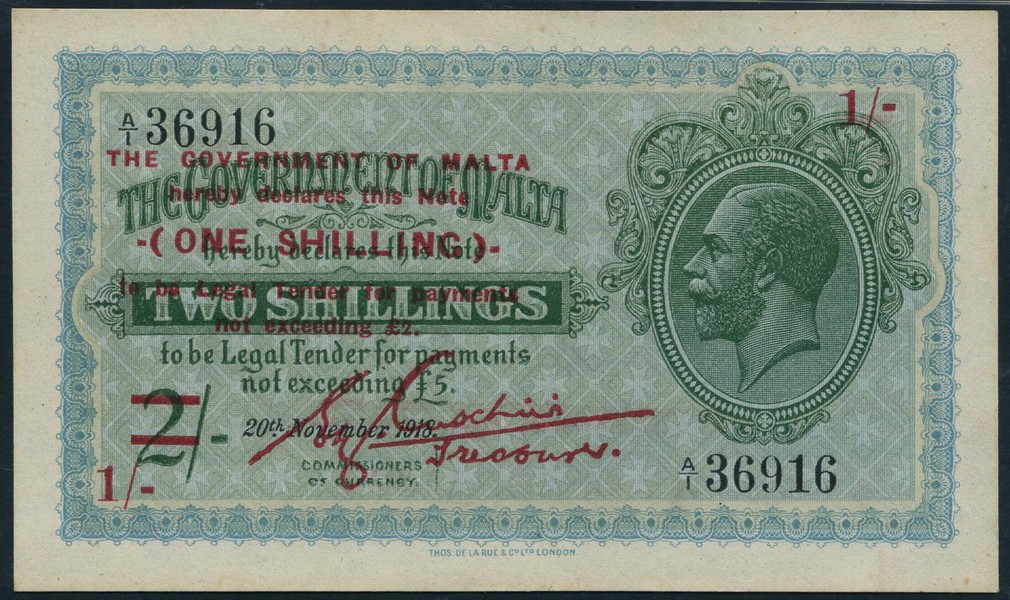 A/1 36916
1/-
THE GOVERNMENT OF MALTA
hereby declares this Note
-(ONE SHILLING)-
to be Legal Tender for payments
not exceeding £2.
THE GOVERNMENT OF MALTA
hereby declares this Note
TWO SHILLINGS
to be Legal Tender for payments
not exceeding £5.
2/-
20th November 1918.
Treasurer.
COMMISSIONERS
OF CURRENCY.
1/-
A/1 36916
THOS. DE LA RUE & CO LTD LONDON.